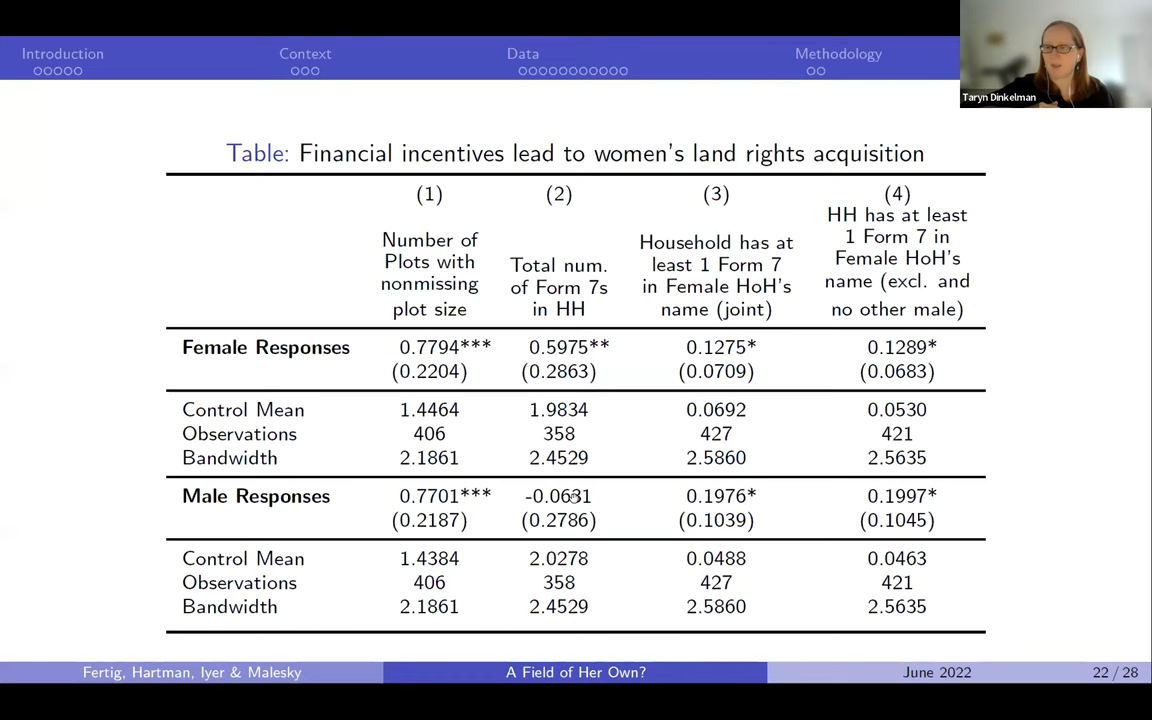 Introduction Context Data Methodology
Taryn Dinkelman
Table: Financial incentives lead to women's land rights acquisition
(1) (2) (3) (4)
Number of Plots with nonmissing plot size
Total num. of Form 7s in HH
Household has at least 1 Form 7 in Female HoH's name (joint)
HH has at least 1 Form 7 in Female HoH's name (excl. and no other male)
Female Responses 0.7794*** 0.5975** 0.1275* 0.1289*
(0.2204) (0.2863) (0.0709) (0.0683)
Control Mean 1.4464 1.9834 0.0692 0.0530
Observations 406 358 427 421
Bandwidth 2.1861 2.4529 2.5860 2.5635
Male Responses 0.7701*** -0.0631 0.1976* 0.1997*
(0.2187) (0.2786) (0.1039) (0.1045)
Control Mean 1.4384 2.0278 0.0488 0.0463
Observations 406 358 427 421
Bandwidth 2.1861 2.4529 2.5860 2.5635
Fertig, Hartman, Iyer & Malesky A Field of Her Own? June 2022 22 / 28